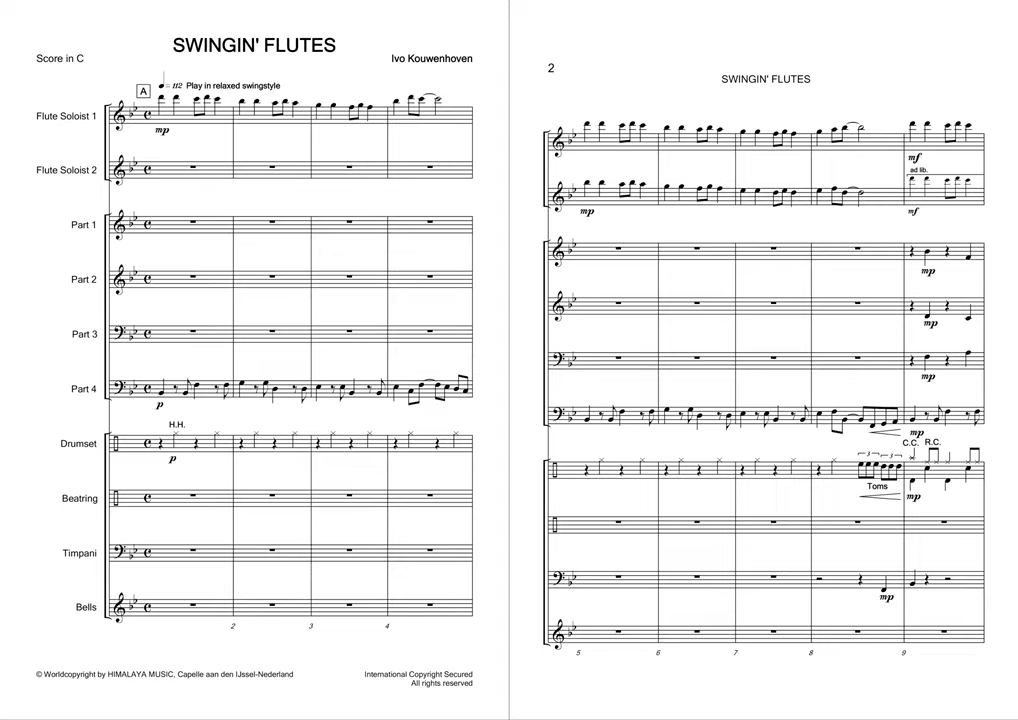 SWINGIN' FLUTES
Score in C
Ivo Kouwenhoven
A
= 112 Play in relaxed swingstyle
Flute Soloist 1
mp
Flute Soloist 2
Part 1
Part 2
Part 3
Part 4
p
H.H.
Drumset
p
Beatring
Timpani
Bells
2 3 4
© Worldcopyright by HIMALAYA MUSIC, Capelle aan den IJssel-Nederland
International Copyright Secured
All rights reserved
2
SWINGIN' FLUTES
mf
ad lib.
mp mf
mp
mp
mp
mp
C.C. R.C.
3 3
Toms
mp
mp
5 6 7 8 9